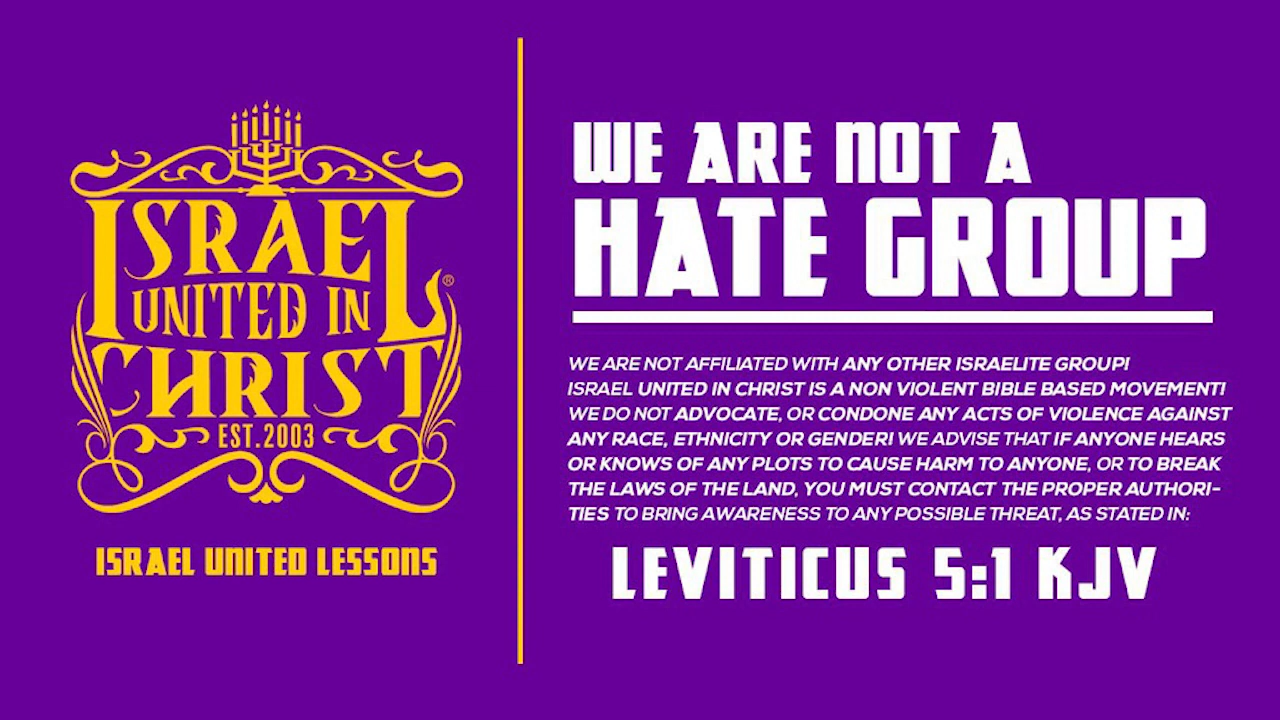 ISRAEL
UNITED IN
CHRIST
EST. 2003
®
ISRAEL UNITED LESSONS
WE ARE NOT A
HATE GROUP
WE ARE NOT AFFILIATED WITH ANY OTHER ISRAELITE GROUP!
ISRAEL UNITED IN CHRIST IS A NON VIOLENT BIBLE BASED MOVEMENT!
WE DO NOT ADVOCATE, OR CONDONE ANY ACTS OF VIOLENCE AGAINST
ANY RACE, ETHNICITY OR GENDER! WE ADVISE THAT IF ANYONE HEARS
OR KNOWS OF ANY PLOTS TO CAUSE HARM TO ANYONE, OR TO BREAK
THE LAWS OF THE LAND, YOU MUST CONTACT THE PROPER AUTHORI-
TIES TO BRING AWARENESS TO ANY POSSIBLE THREAT, AS STATED IN:
LEVITICUS 5:1 KJV